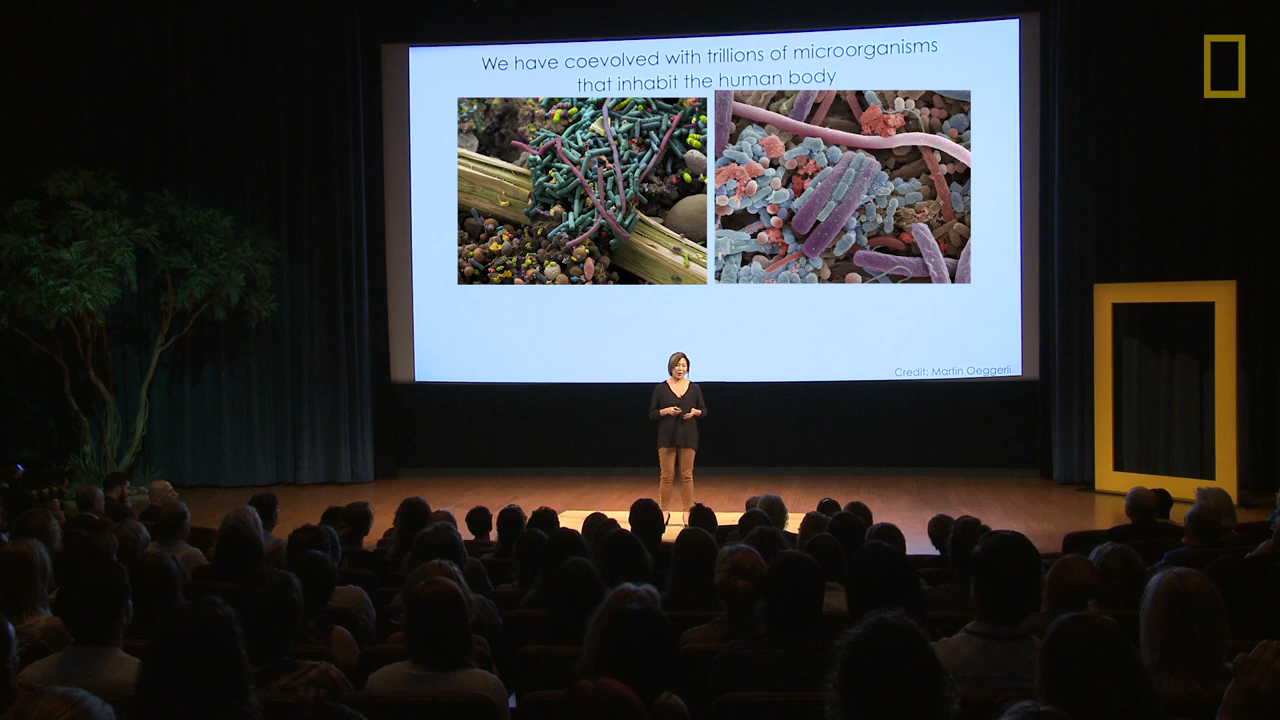 We have coevolved with trillions of microorganisms
that inhabit the human body
Credit: Martin Oeggerli